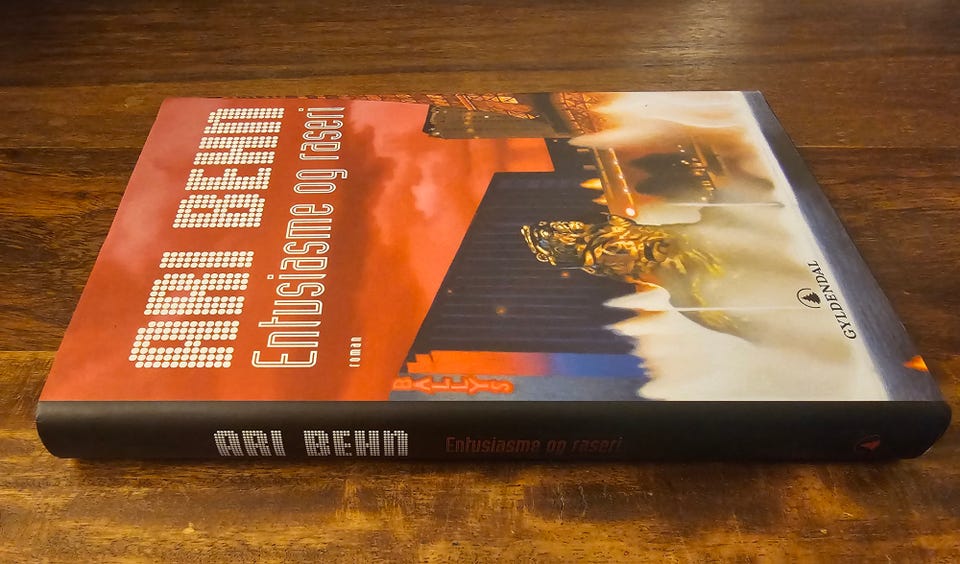 ARI BEHN
Entusiasme og raseri
roman
BALLYS
GYLDENDAL
ARI BEHN
Entusiasme og raseri